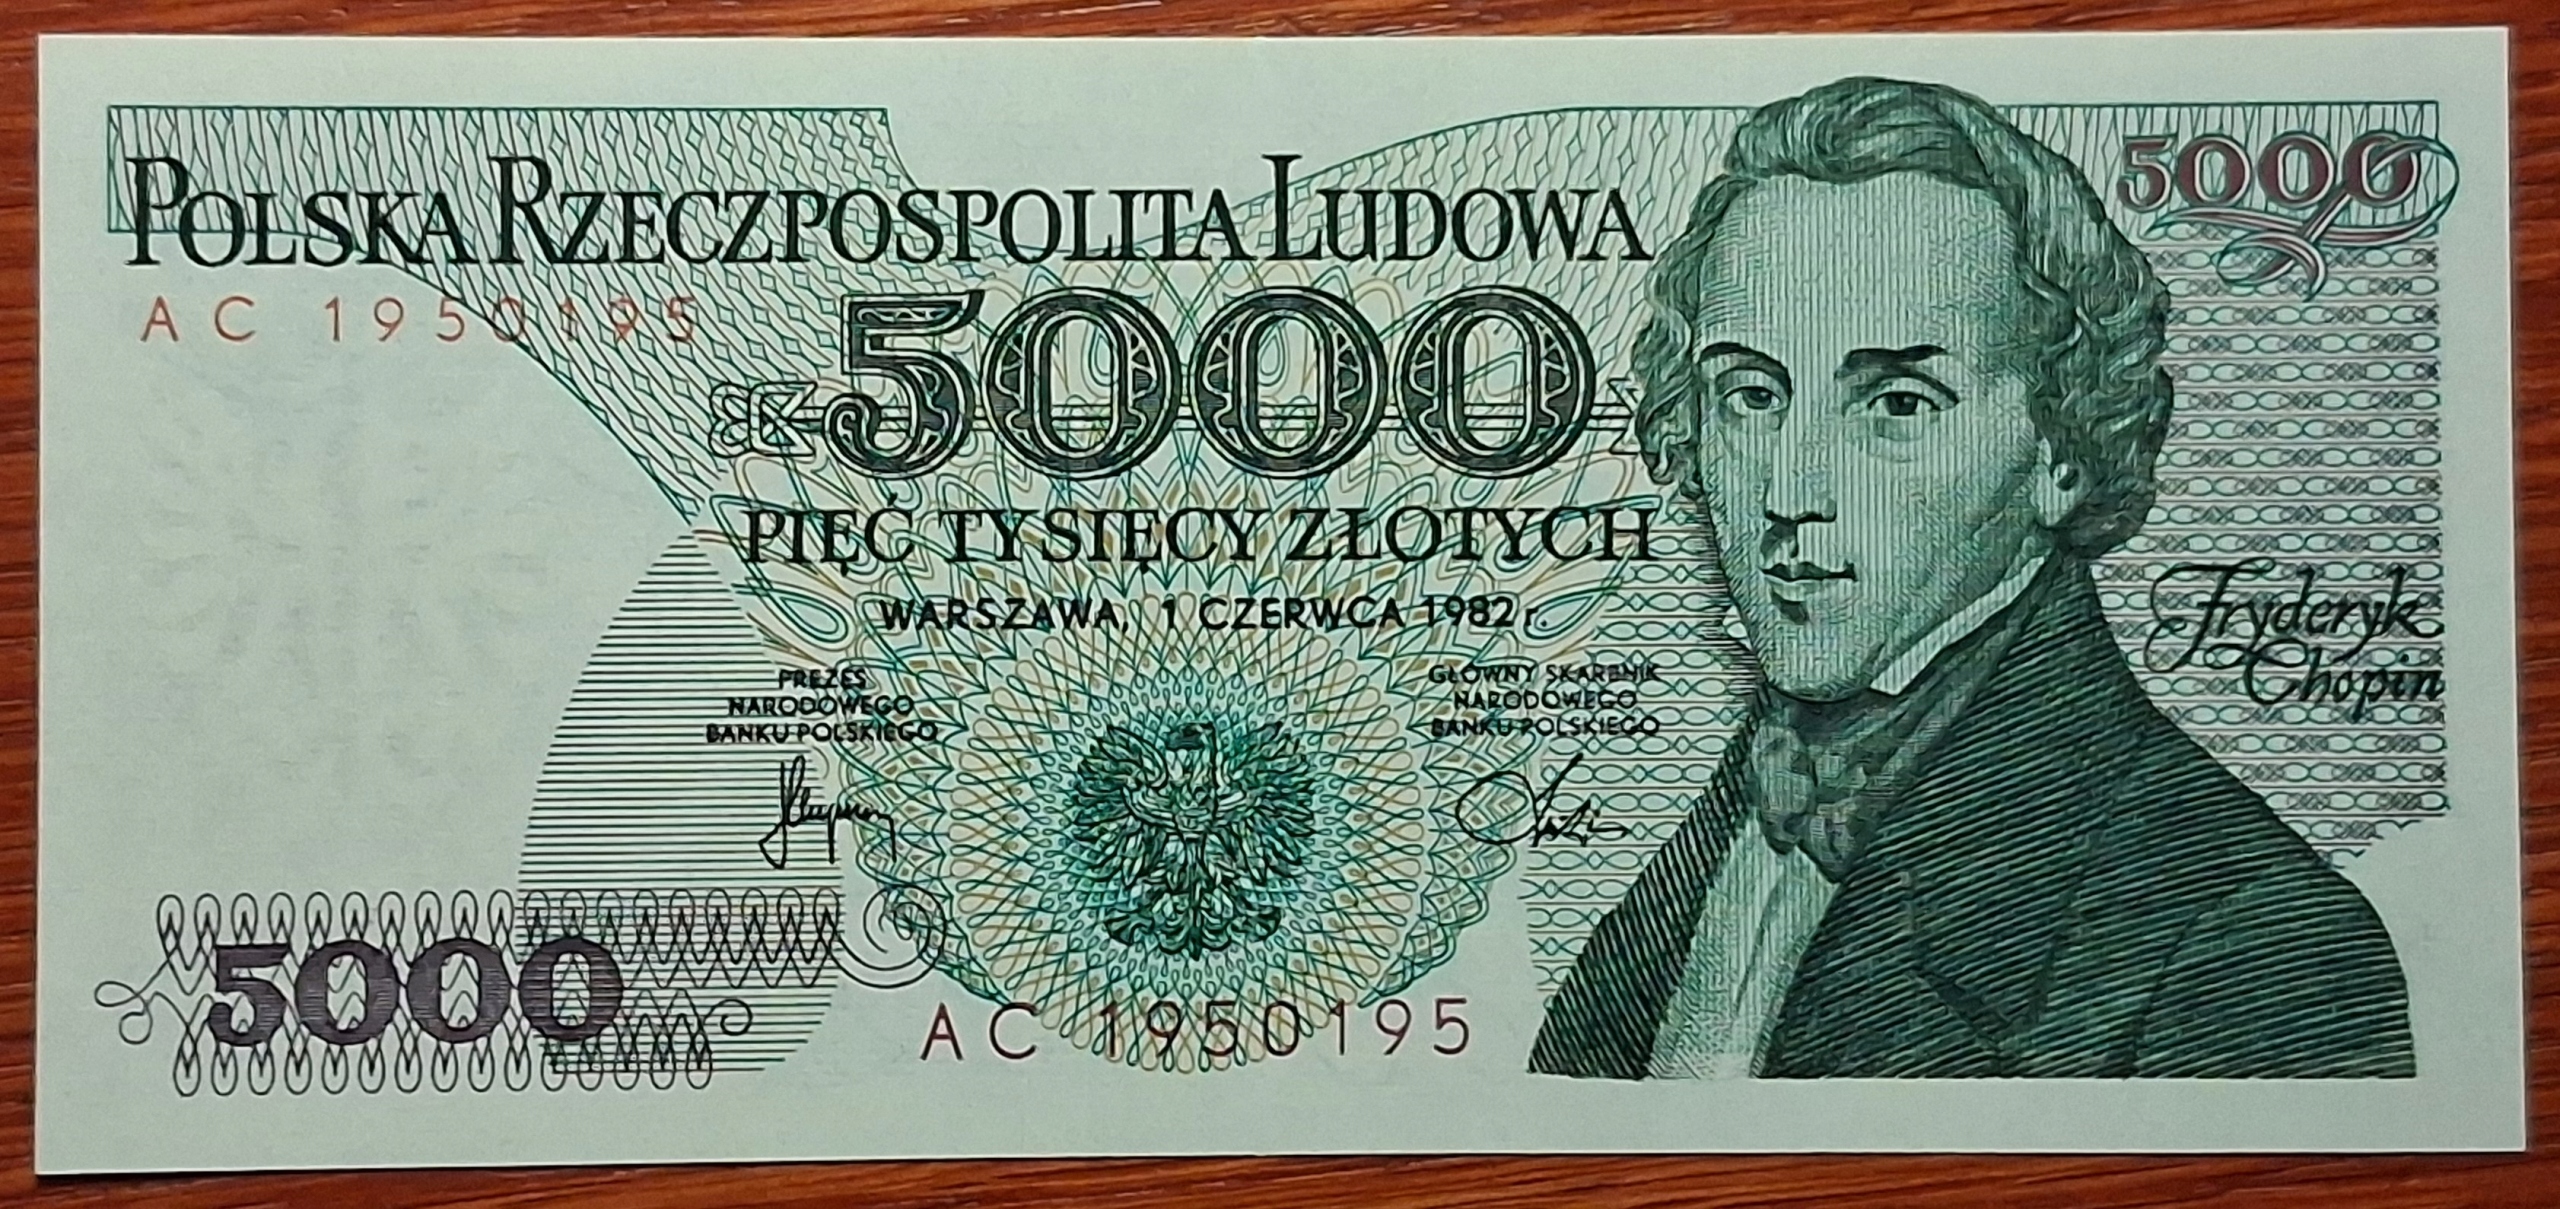 POLSKA RZECZPOSPOLITA LUDOWA
5000
AC 1950195
5000
PIĘĆ TYSIĘCY ZŁOTYCH
WARSZAWA, 1 CZERWCA 1982 r.
Fryderyk
Chopin
PREZES
NARODOWEGO
BANKU POLSKIEGO
GŁÓWNY SKARBNIK
NARODOWEGO
BANKU POLSKIEGO
5000
AC 1950195